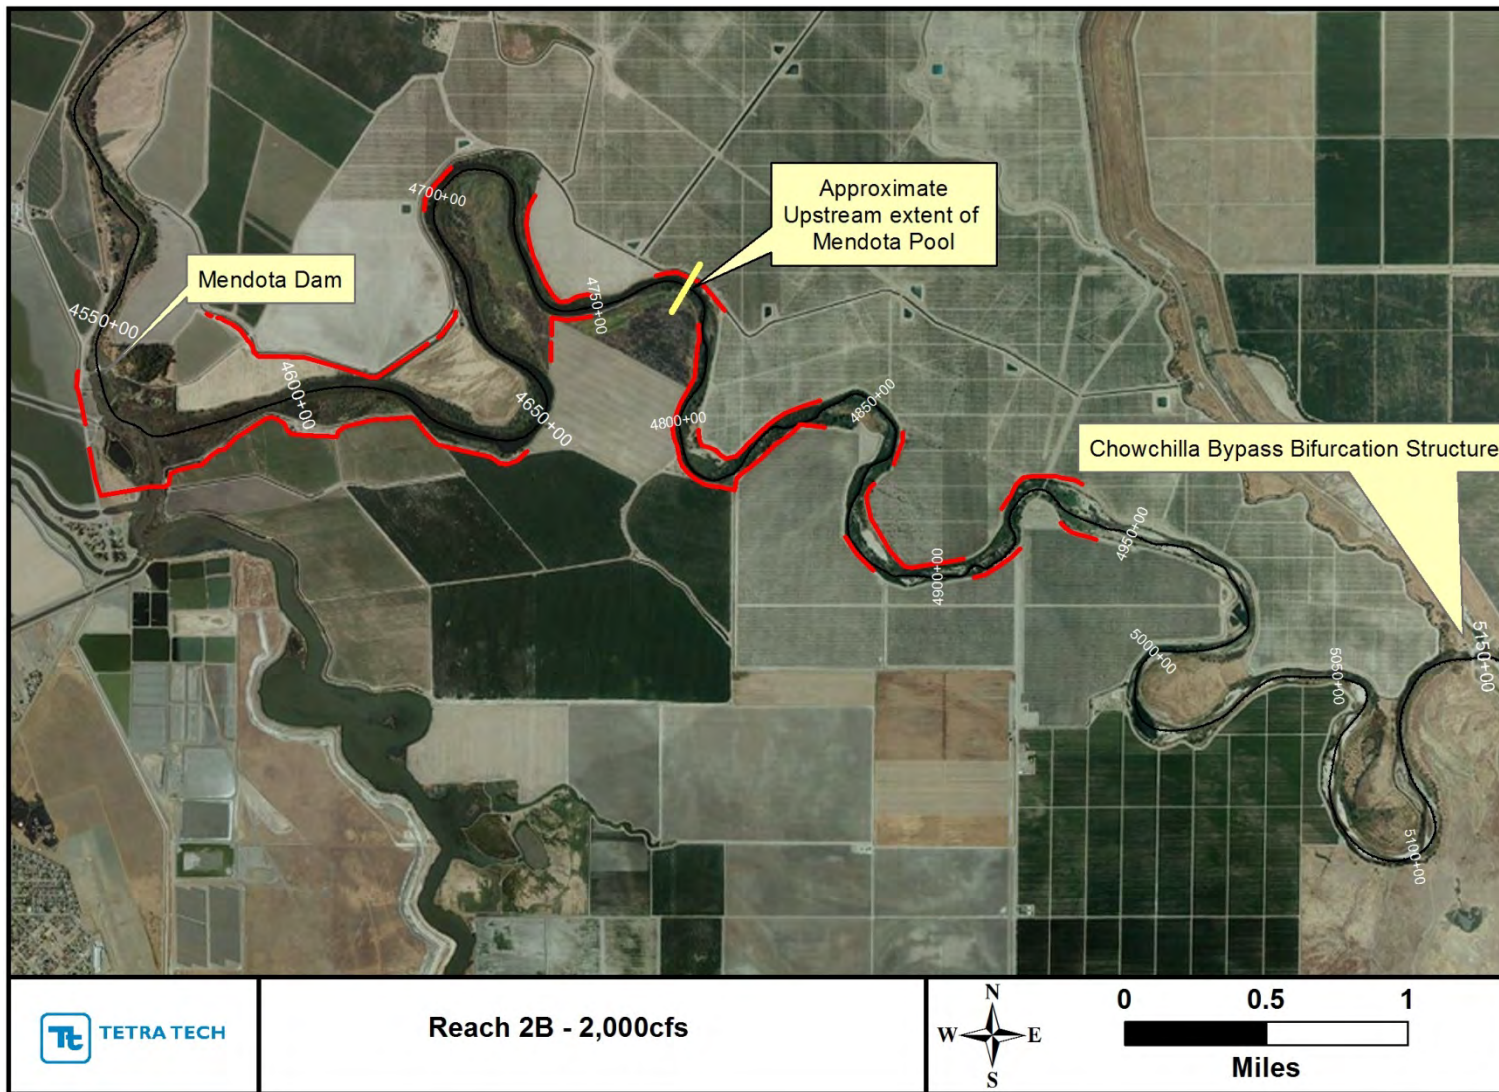 Approximate
Upstream extent of
Mendota Pool
Mendota Dam
4700+00
4750+00
4550+00
4600+00
4650+00
4800+00
4850+00
Chowchilla Bypass Bifurcation Structure
4900+00
4950+00
5000+00
5050+00
5100+00
5150+00
Tt TETRA TECH
Reach 2B - 2,000cfs
N
W E
S
0 0.5 1
Miles